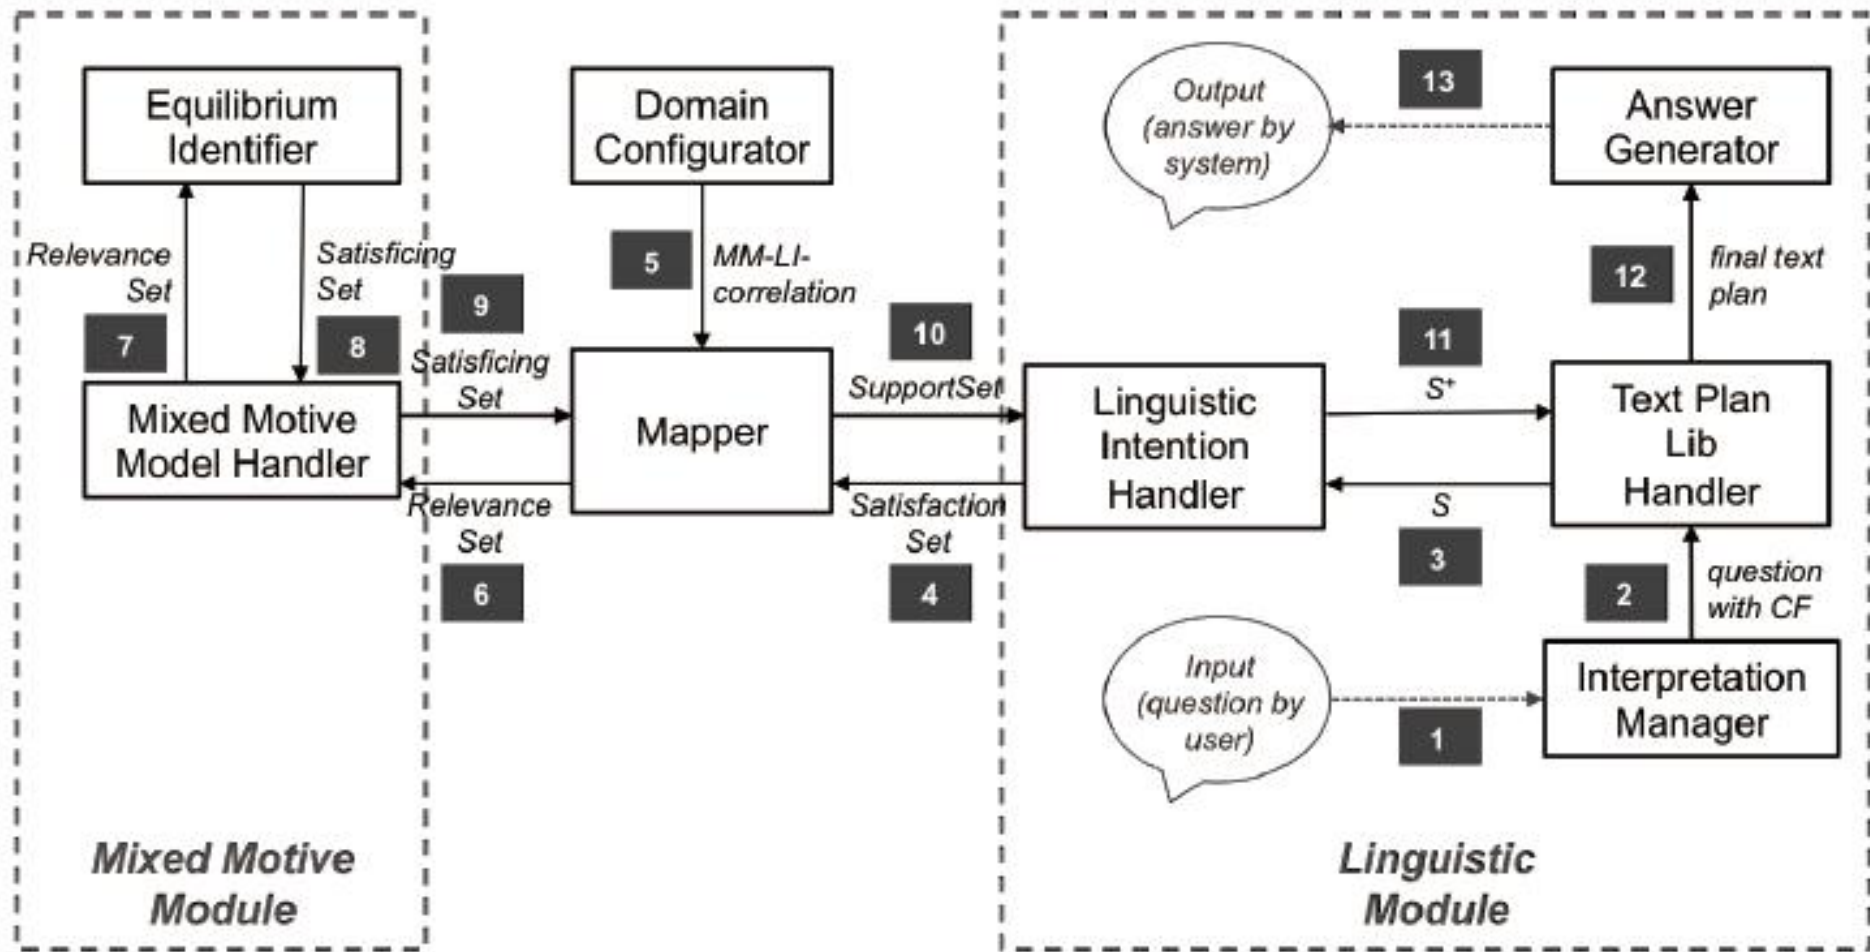 Equilibrium
Identifier
Domain
Configurator
Output
(answer by
system)
13
Answer
Generator
Relevance
Set
7
Satisficing
Set
8
9
Satisficing
Set
5
MM-LI-
correlation
10
SupportSet
11
S+
12
final text
plan
Mixed Motive
Model Handler
Mapper
Linguistic
Intention
Handler
Text Plan
Lib
Handler
Relevance
Set
6
Satisfaction
Set
4
S
3
2
question
with CF
Input
(question by
user)
1
Interpretation
Manager
Mixed Motive
Module
Linguistic
Module